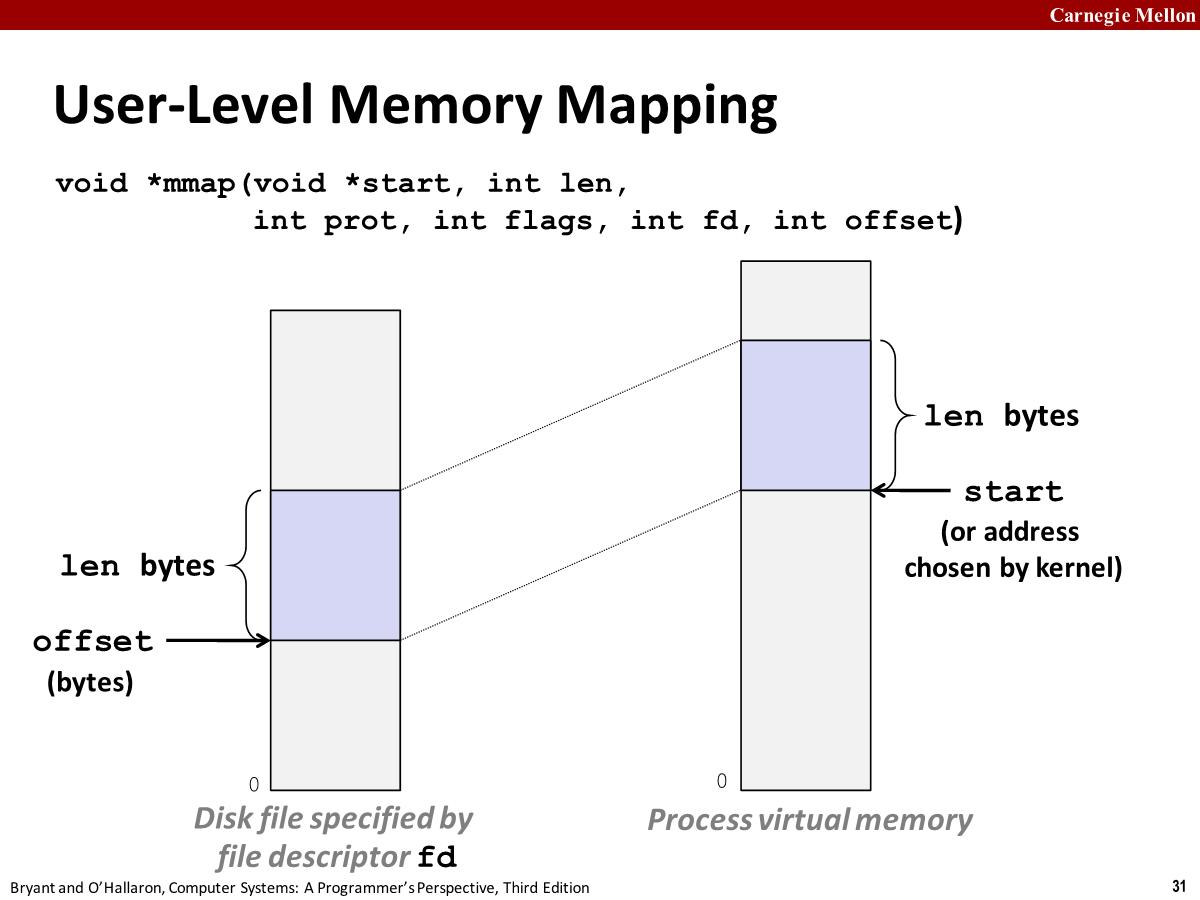 Carnegie Mellon
User-Level Memory Mapping
void *mmap(void *start, int len,
int prot, int flags, int fd, int offset)
len bytes
start
(or address
chosen by kernel)
len bytes
offset
(bytes)
0
0
Disk file specified by
file descriptor fd
Process virtual memory
Bryant and O’Hallaron, Computer Systems: A Programmer’s Perspective, Third Edition
31